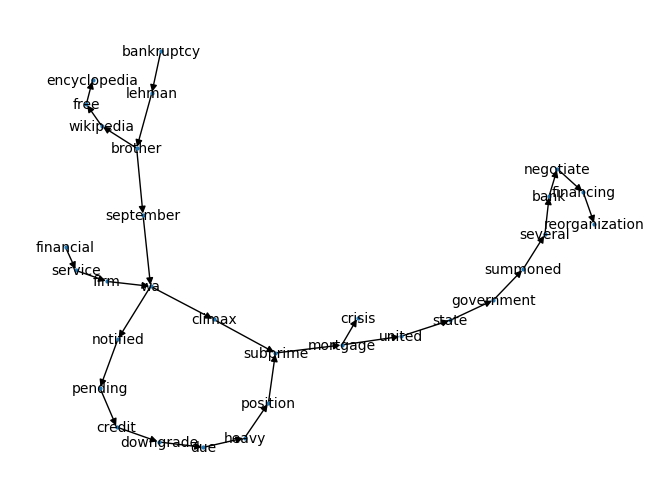 bankruptcy
encyclopedia
lehman
free
wikipedia
brother
negotiate
bank
financing
september
reorganization
several
financial
service
summoned
firm
wa
government
climax
crisis
state
notified
united
mortgage
subprime
pending
position
credit
heavy
downgrade
due